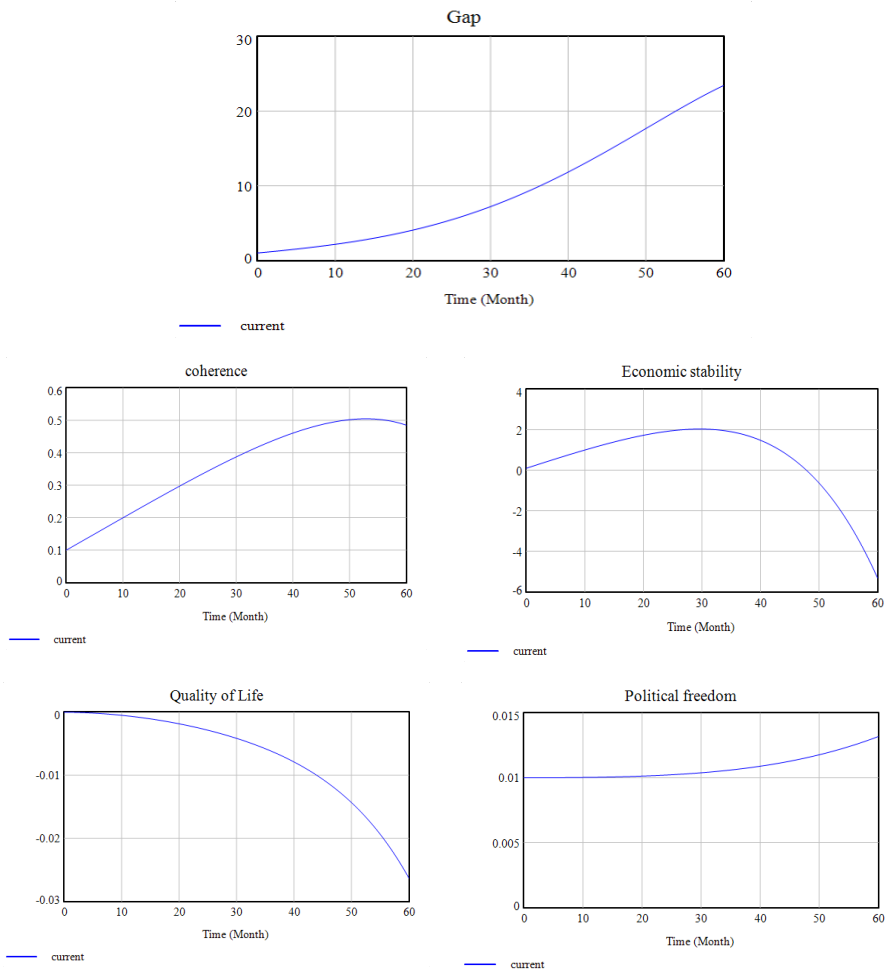 Gap
30
20
10
0
0 10 20 30 40 50 60
Time (Month)
current
coherence
0.6
0.5
0.4
0.3
0.2
0.1
0
0 10 20 30 40 50 60
Time (Month)
current
Economic stability
4
2
0
-2
-4
-6
0 10 20 30 40 50 60
Time (Month)
current
Quality of Life
0
-0.01
-0.02
-0.03
0 10 20 30 40 50 60
Time (Month)
current
Political freedom
0.015
0.01
0.005
0
0 10 20 30 40 50 60
Time (Month)
current